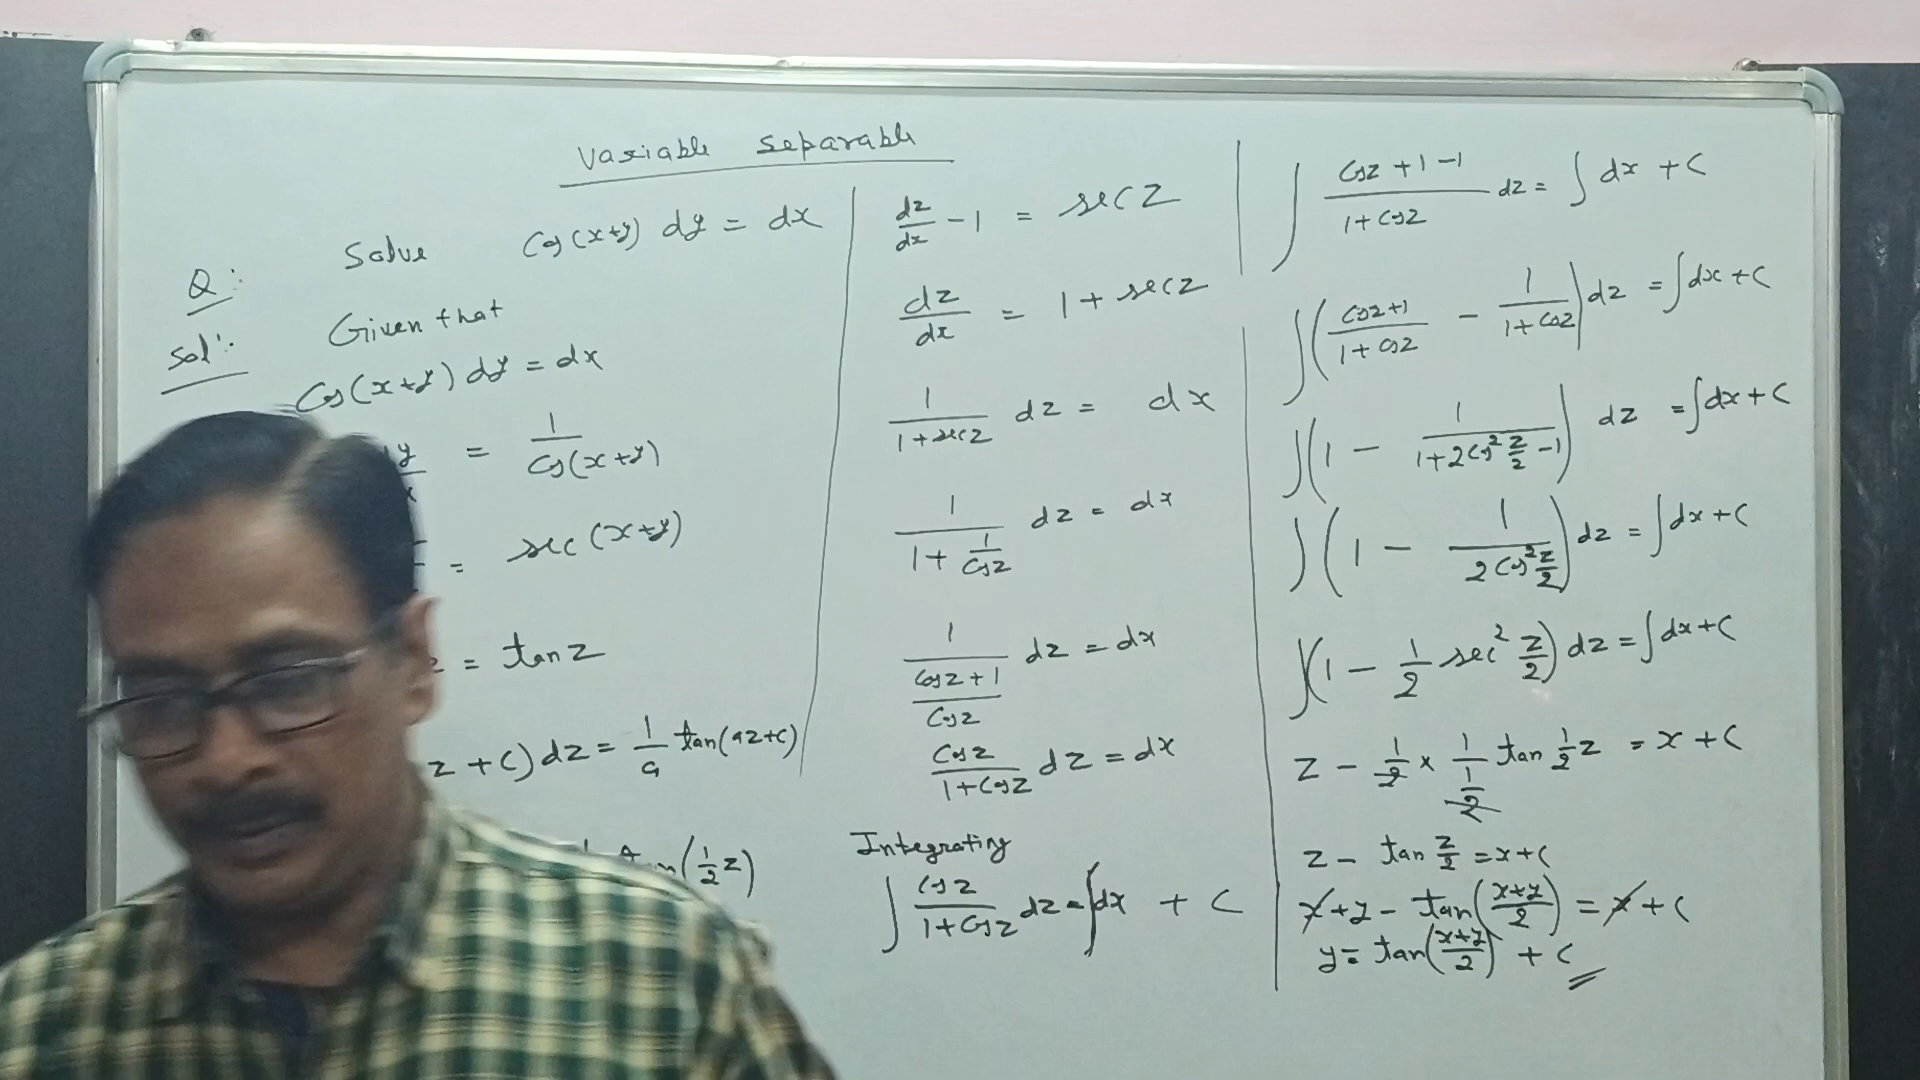 Variable separable
Q: Solve Cos(x+y) dy = dx
Sol: Given that
Cos(x+y) dy = dx
y/x = 1/Cos(x+y)
= sec(x+y)
z = tan z
z + c) dz = 1/a tan(az+c)
(1/2 z)
dz/dx - 1 = sec z
dz/dx = 1 + sec z
1/(1+sec z) dz = dx
1/(1 + 1/Cos z) dz = dx
1/((Cos z + 1)/Cos z) dz = dx
Cos z/(1+Cos z) dz = dx
Integrating
∫ Cos z/(1+Cos z) dz = ∫dx + C
∫ (Cos z + 1 - 1)/(1 + Cos z) dz = ∫ dx + C
∫((Cos z+1)/(1+Cos z) - 1/(1+Cos z)) dz = ∫dx + C
∫(1 - 1/(1+2Cos² z/2 - 1)) dz = ∫dx + C
∫(1 - 1/(2Cos² z/2)) dz = ∫dx + C
∫(1 - 1/2 sec² z/2) dz = ∫dx + C
z - 1/2 × 1/(1/2) tan 1/2 z = x + C
z - tan z/2 = x + C
x + y - tan((x+y)/2) = x + C
y = tan((x+y)/2) + C